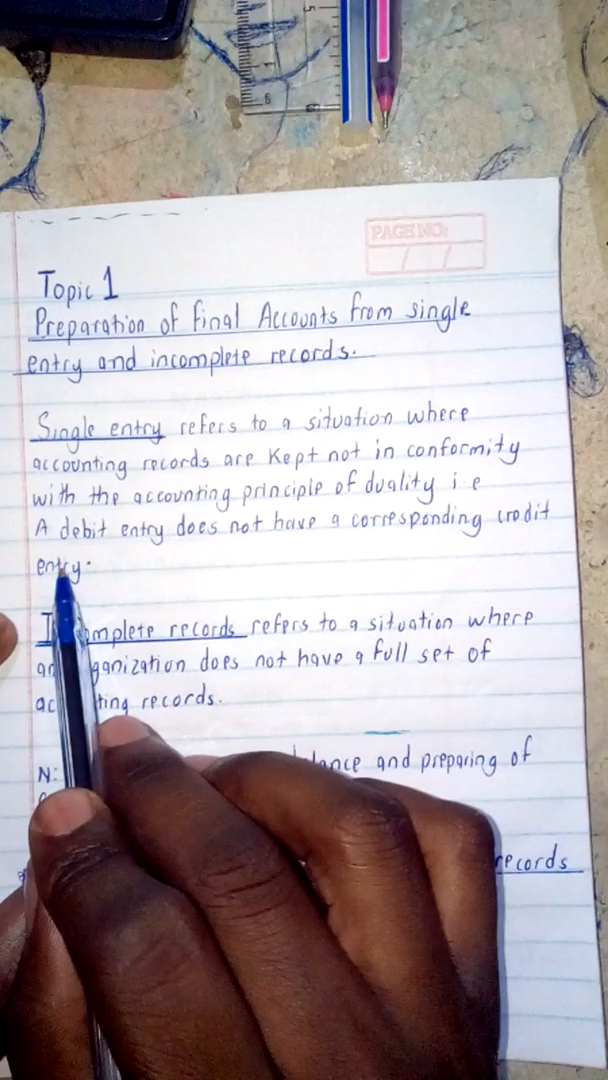 PAGE NO:
Topic 1
Preparation of final Accounts from single
entry and incomplete records.
Single entry refers to a situation where
accounting records are kept not in conformity
with the accounting principle of duality i.e
A debit entry does not have a corresponding credit
entry.
records refers to a situation where
does not have a full set of
records.
N:
and preparing of
records